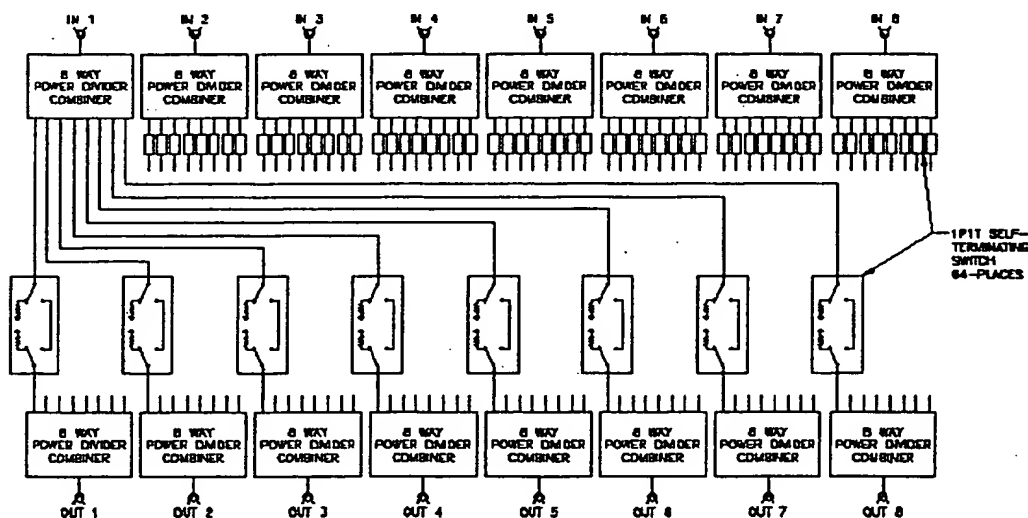 IN 1 IN 2 IN 3 IN 4 IN 5 IN 6 IN 7 IN 8
8 WAY
POWER DIVIDER
COMBINER
8 WAY
POWER DIVIDER
COMBINER
8 WAY
POWER DIVIDER
COMBINER
8 WAY
POWER DIVIDER
COMBINER
8 WAY
POWER DIVIDER
COMBINER
8 WAY
POWER DIVIDER
COMBINER
8 WAY
POWER DIVIDER
COMBINER
8 WAY
POWER DIVIDER
COMBINER
1P1T SELF-
TERMINATING
SWITCH
64-PLACES
8 WAY
POWER DIVIDER
COMBINER
8 WAY
POWER DIVIDER
COMBINER
8 WAY
POWER DIVIDER
COMBINER
8 WAY
POWER DIVIDER
COMBINER
8 WAY
POWER DIVIDER
COMBINER
8 WAY
POWER DIVIDER
COMBINER
8 WAY
POWER DIVIDER
COMBINER
8 WAY
POWER DIVIDER
COMBINER
OUT 1 OUT 2 OUT 3 OUT 4 OUT 5 OUT 6 OUT 7 OUT 8